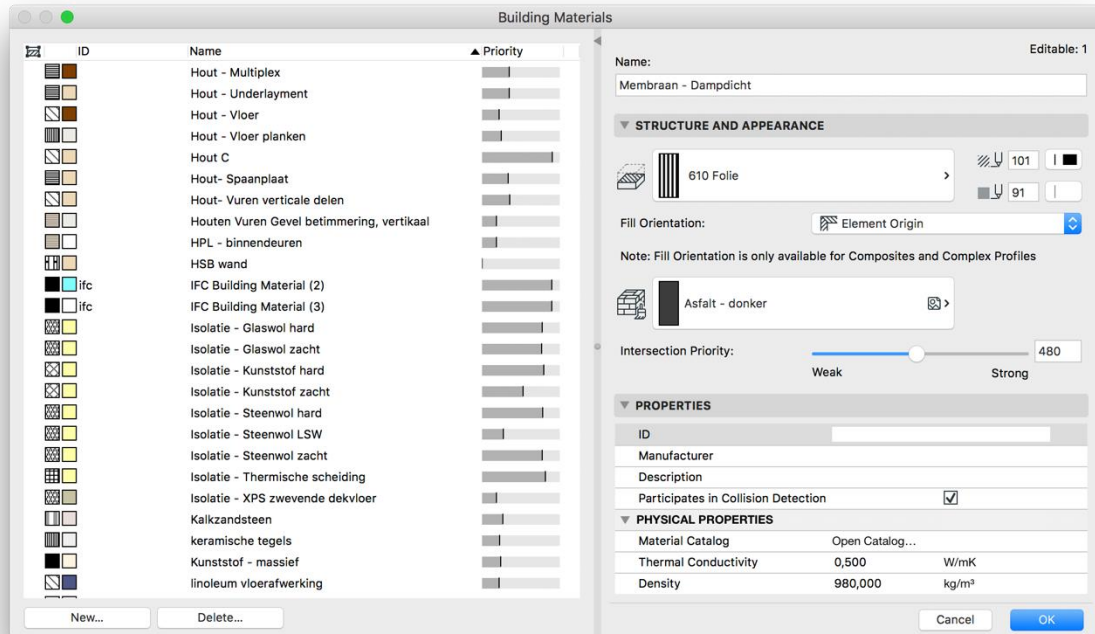 Building Materials
ID Name Priority
Hout - Multiplex
Hout - Underlayment
Hout - Vloer
Hout - Vloer planken
Hout C
Hout- Spaanplaat
Hout- Vuren verticale delen
Houten Vuren Gevel betimmering, vertikaal
HPL - binnendeuren
HSB wand
ifc IFC Building Material (2)
ifc IFC Building Material (3)
Isolatie - Glaswol hard
Isolatie - Glaswol zacht
Isolatie - Kunststof hard
Isolatie - Kunststof zacht
Isolatie - Steenwol hard
Isolatie - Steenwol LSW
Isolatie - Steenwol zacht
Isolatie - Thermische scheiding
Isolatie - XPS zwevende dekvloer
Kalkzandsteen
keramische tegels
Kunststof - massief
linoleum vloerafwerking
New... Delete...
Editable: 1
Name:
Membraan - Dampdicht
STRUCTURE AND APPEARANCE
610 Folie
101
91
Fill Orientation: Element Origin
Note: Fill Orientation is only available for Composites and Complex Profiles
Asfalt - donker
Intersection Priority: 480
Weak Strong
PROPERTIES
ID
Manufacturer
Description
Participates in Collision Detection
PHYSICAL PROPERTIES
Material Catalog Open Catalog...
Thermal Conductivity 0,500 W/mK
Density 980,000 kg/m³
Cancel OK